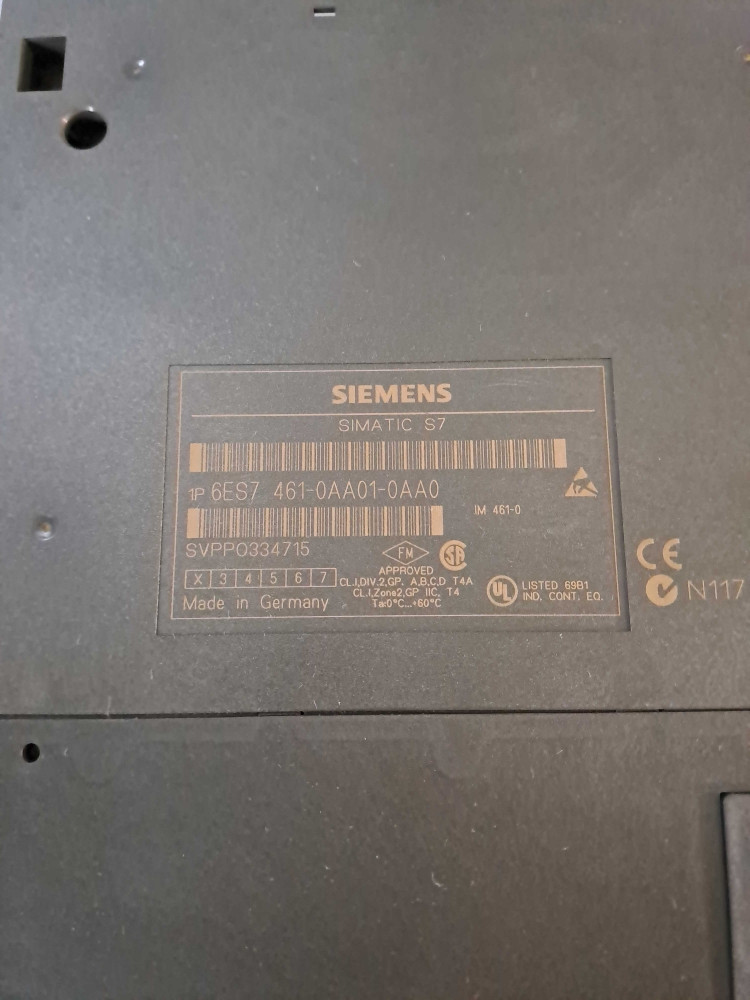 SIEMENS
SIMATIC S7
1P 6ES7 461-0AA01-0AA0
IM 461-0
SVPP0334715
FM
APPROVED
CL.I,DIV.2,GP. A,B,C,D T4A
CL.I,Zone2,GP IIC, T4
Ta:0°C...+60°C
X 3 4 5 6 7
Made in Germany
UL
LISTED 69B1
IND. CONT. EQ.
CE
N117